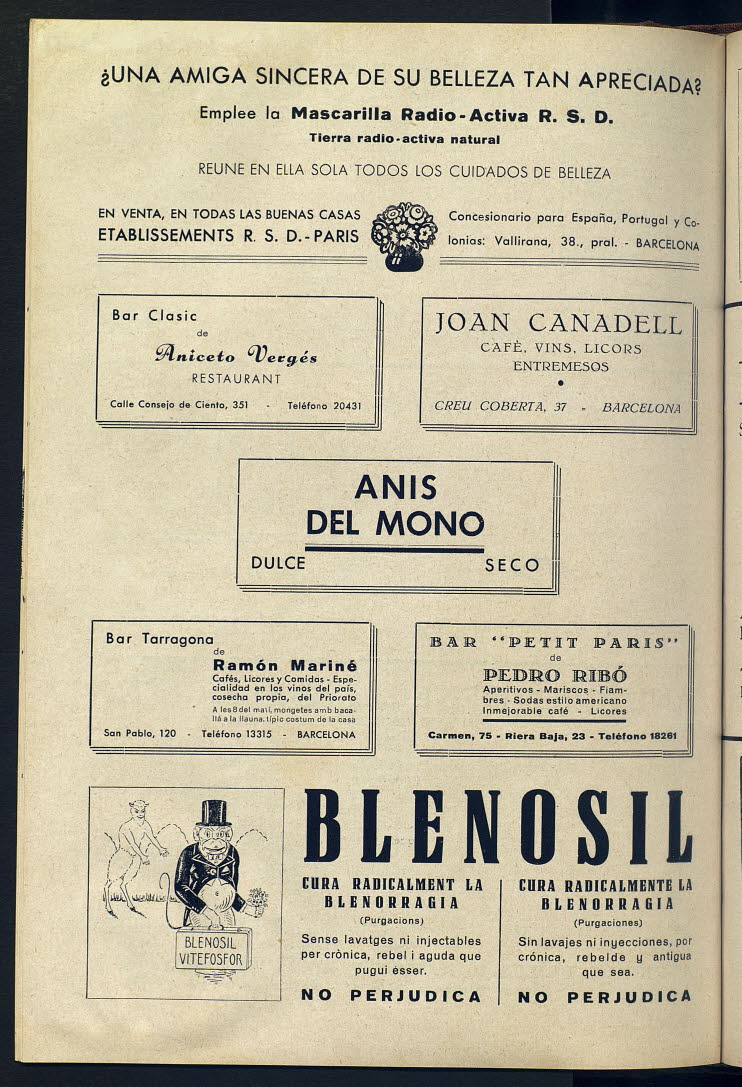 ¿UNA AMIGA SINCERA DE SU BELLEZA TAN APRECIADA?
Emplee la Mascarilla Radio-Activa R. S. D.
Tierra radio-activa natural
REUNE EN ELLA SOLA TODOS LOS CUIDADOS DE BELLEZA
EN VENTA, EN TODAS LAS BUENAS CASAS
ETABLISSEMENTS R. S. D. - PARIS
Concesionario para España, Portugal y Co-
lonias: Vallirana, 38., pral. - BARCELONA
Bar Clasic
de
Aniceto Vergés
RESTAURANT
Calle Consejo de Ciento, 351 - Teléfono 20431
JOAN CANADELL
CAFÈ, VINS, LICORS
ENTREMESOS
CREU COBERTA, 37 - BARCELONA
ANIS
DEL MONO
DULCE SECO
Bar Tarragona
de
Ramón Mariné
Cafés, Licores y Comidas - Espe-
cialidad en los vinos del país,
cosecha propia, del Priorato
A les 8 del matí, mongetes amb baca-
llá a la llauna, típic costum de la casa
San Pablo, 120 - Teléfono 13315 - BARCELONA
BAR "PETIT PARIS"
de
PEDRO RIBÓ
Aperitivos - Mariscos - Fiam-
bres - Sodas estilo americano
Inmejorable café - Licores
Carmen, 75 - Riera Baja, 23 - Teléfono 18261
BLENOSIL
VITEFOSFOR
BLENOSIL
CURA RADICALMENT LA
BLENORRAGIA
(Purgacions)
Sense lavatges ni injectables
per crònica, rebel i aguda que
pugui ésser.
NO PERJUDICA
CURA RADICALMENTE LA
BLENORRAGIA
(Purgaciones)
Sin lavajes ni inyecciones, por
crónica, rebelde y antigua
que sea.
NO PERJUDICA